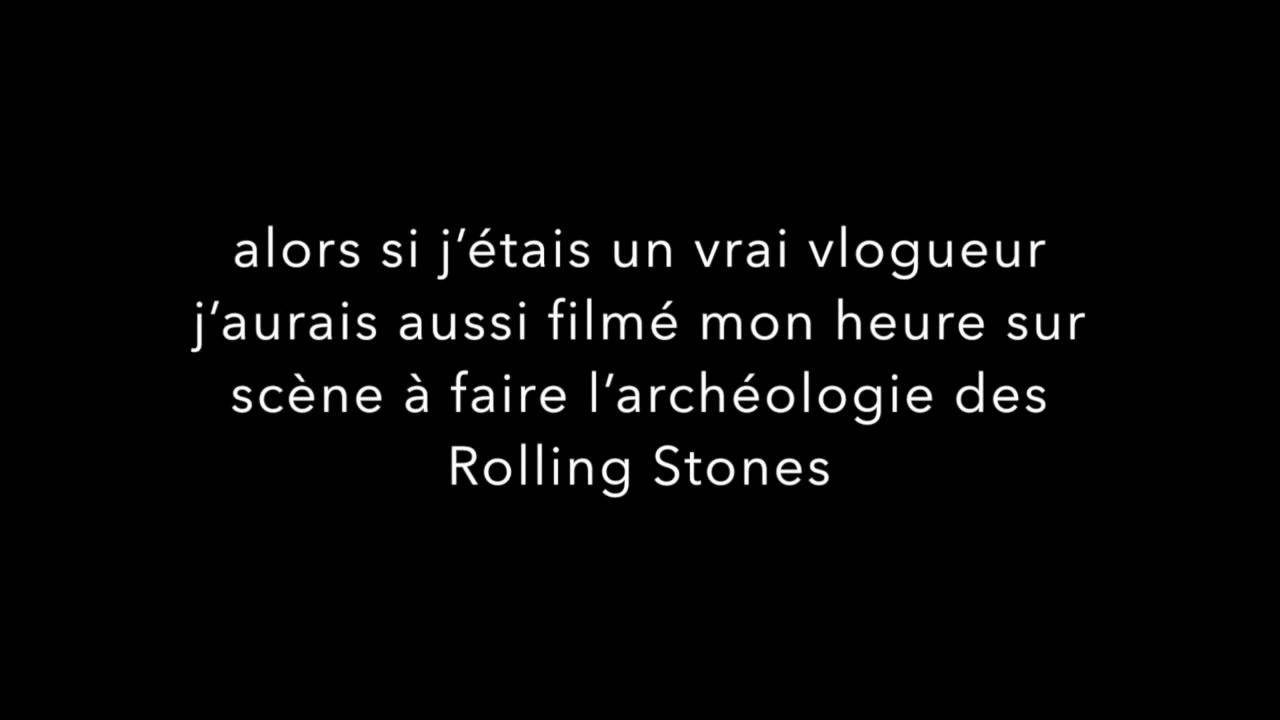 alors si j’étais un vrai vlogueur
j’aurais aussi filmé mon heure sur
scène à faire l’archéologie des
Rolling Stones